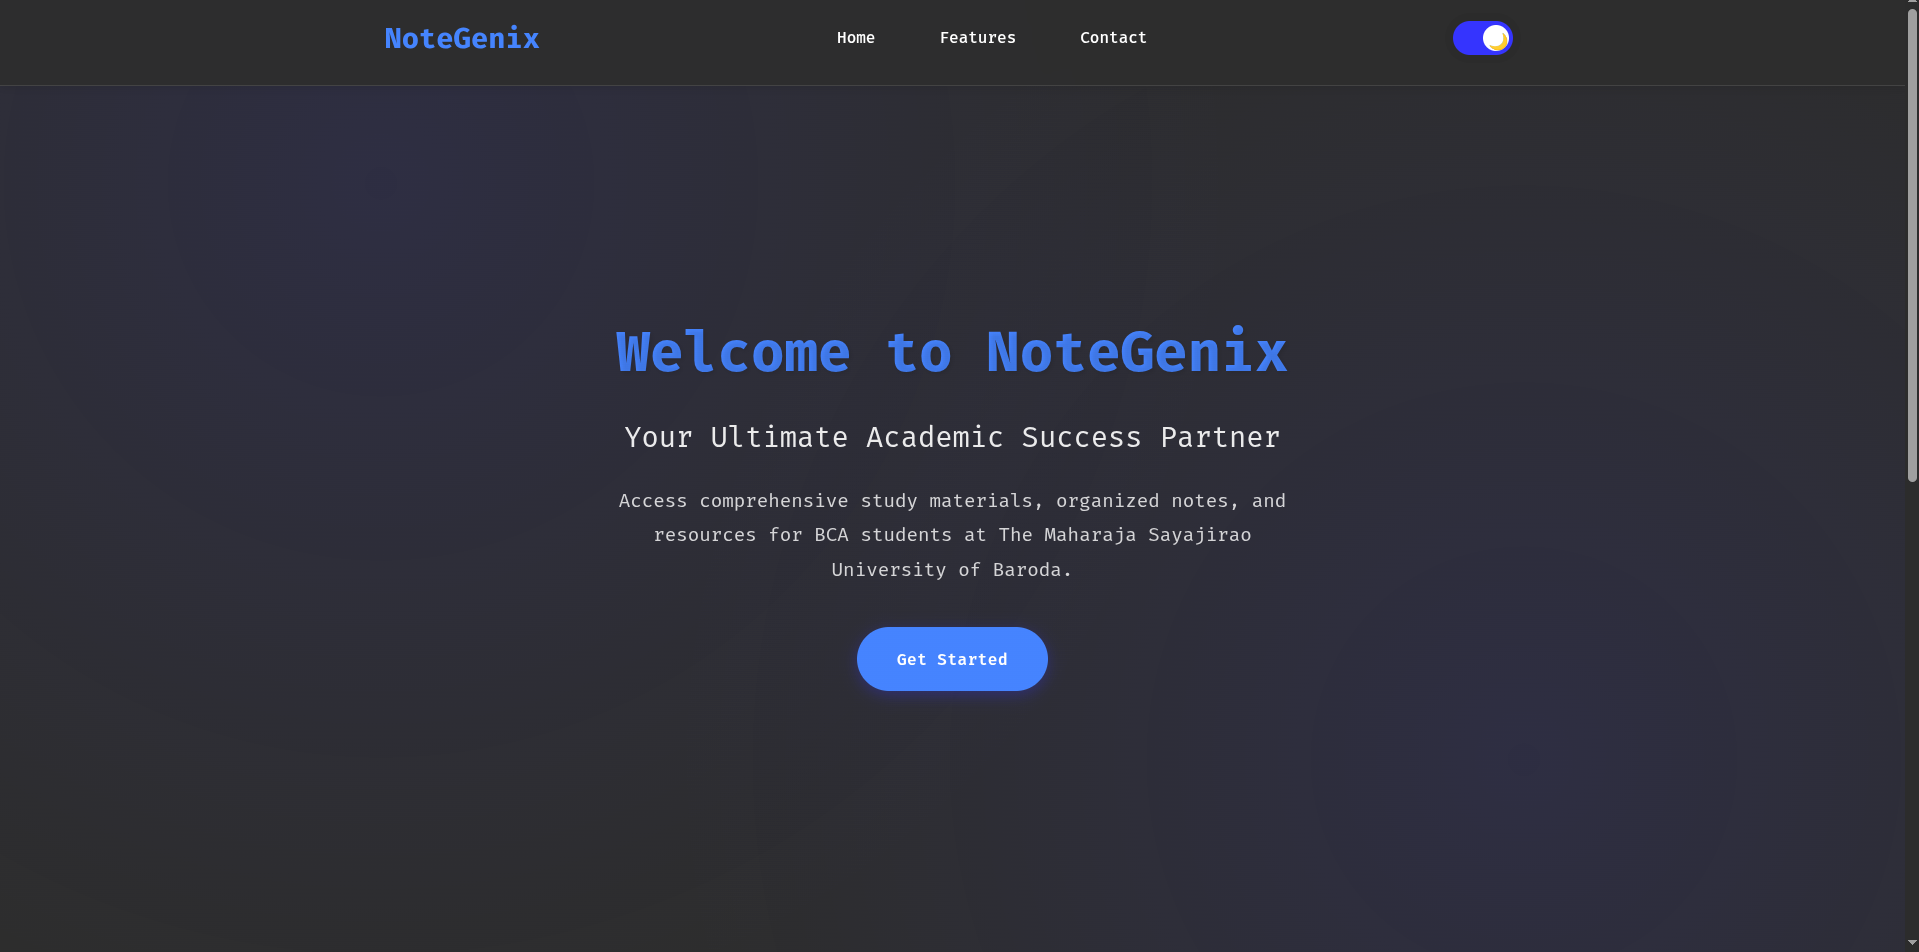 NoteGenix
Home
Features
Contact
Welcome to NoteGenix
Your Ultimate Academic Success Partner
Access comprehensive study materials, organized notes, and
resources for BCA students at The Maharaja Sayajirao
University of Baroda.
Get Started